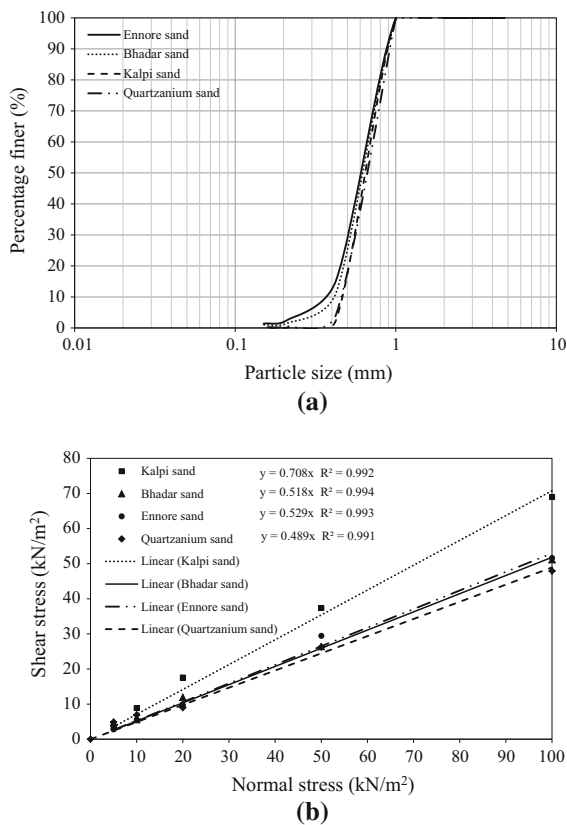 100
90
80
70
60
50
40
30
20
10
0
Percentage finer (%)
Ennore sand
Bhadar sand
Kalpi sand
Quartzanium sand
0.01 0.1 1 10
Particle size (mm)
(a)
80
70
60
50
40
30
20
10
0
Shear stress (kN/m²)
Kalpi sand y = 0.708x R² = 0.992
Bhadar sand y = 0.518x R² = 0.994
Ennore sand y = 0.529x R² = 0.993
Quartzanium sand y = 0.489x R² = 0.991
Linear (Kalpi sand)
Linear (Bhadar sand)
Linear (Ennore sand)
Linear (Quartzanium sand)
0 10 20 30 40 50 60 70 80 90 100
Normal stress (kN/m²)
(b)